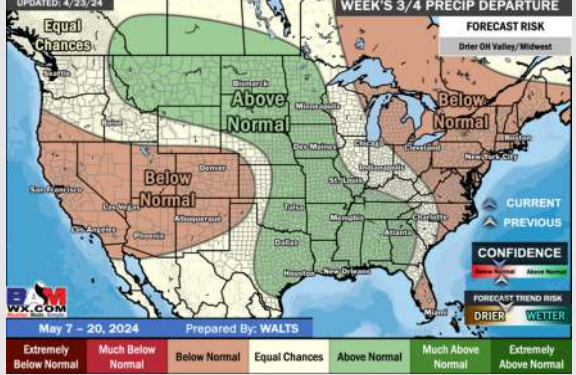 UPDATED: 4/23/24
WEEK'S 3/4 PRECIP DEPARTURE
FORECAST RISK
Drier OH Valley/Midwest
Equal
Chances
Seattle
Bismarck
Above
Normal
Minneapolis
Below
Normal
Boise
Boston
Des Moines
Chicago
Cleveland
New York City
Denver
Indianapolis
Below
Normal
St. Louis
San Francisco
Las Vegas
CURRENT
Albuquerque
Tulsa
Memphis
Charlotte
PREVIOUS
Los Angeles
Phoenix
Atlanta
Dallas
CONFIDENCE
Below Normal
Above Normal
Houston
New Orleans
FORECAST TREND RISK
BAM
WX.COM
DRIER
WETTER
Miami
May 7 - 20, 2024
Prepared By: WALTS
Extremely
Below Normal
Much Below
Normal
Below Normal
Equal Chances
Above Normal
Much Above
Normal
Extremely
Above Normal